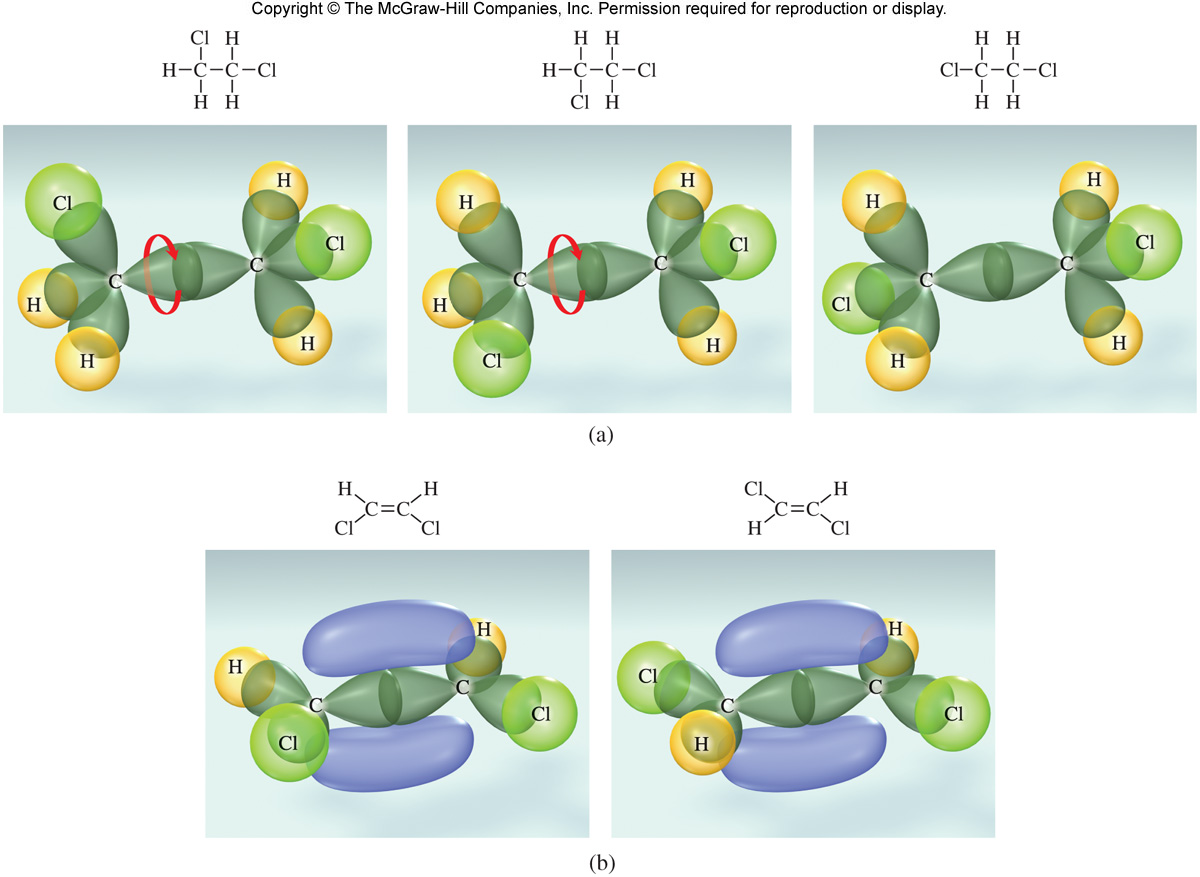 Copyright © The McGraw-Hill Companies, Inc. Permission required for reproduction or display.
Cl H
H–C–C–Cl
H H
H H
H–C–C–Cl
Cl H
H H
Cl–C–C–Cl
H H
Cl
H
H
C
C
H
Cl
H
H
H
Cl
C
C
H
Cl
H
H
Cl
H
C
C
H
Cl
H
(a)
H H
C=C
Cl Cl
Cl H
C=C
H Cl
H
Cl
C
C
H
Cl
Cl
H
C
C
H
Cl
(b)